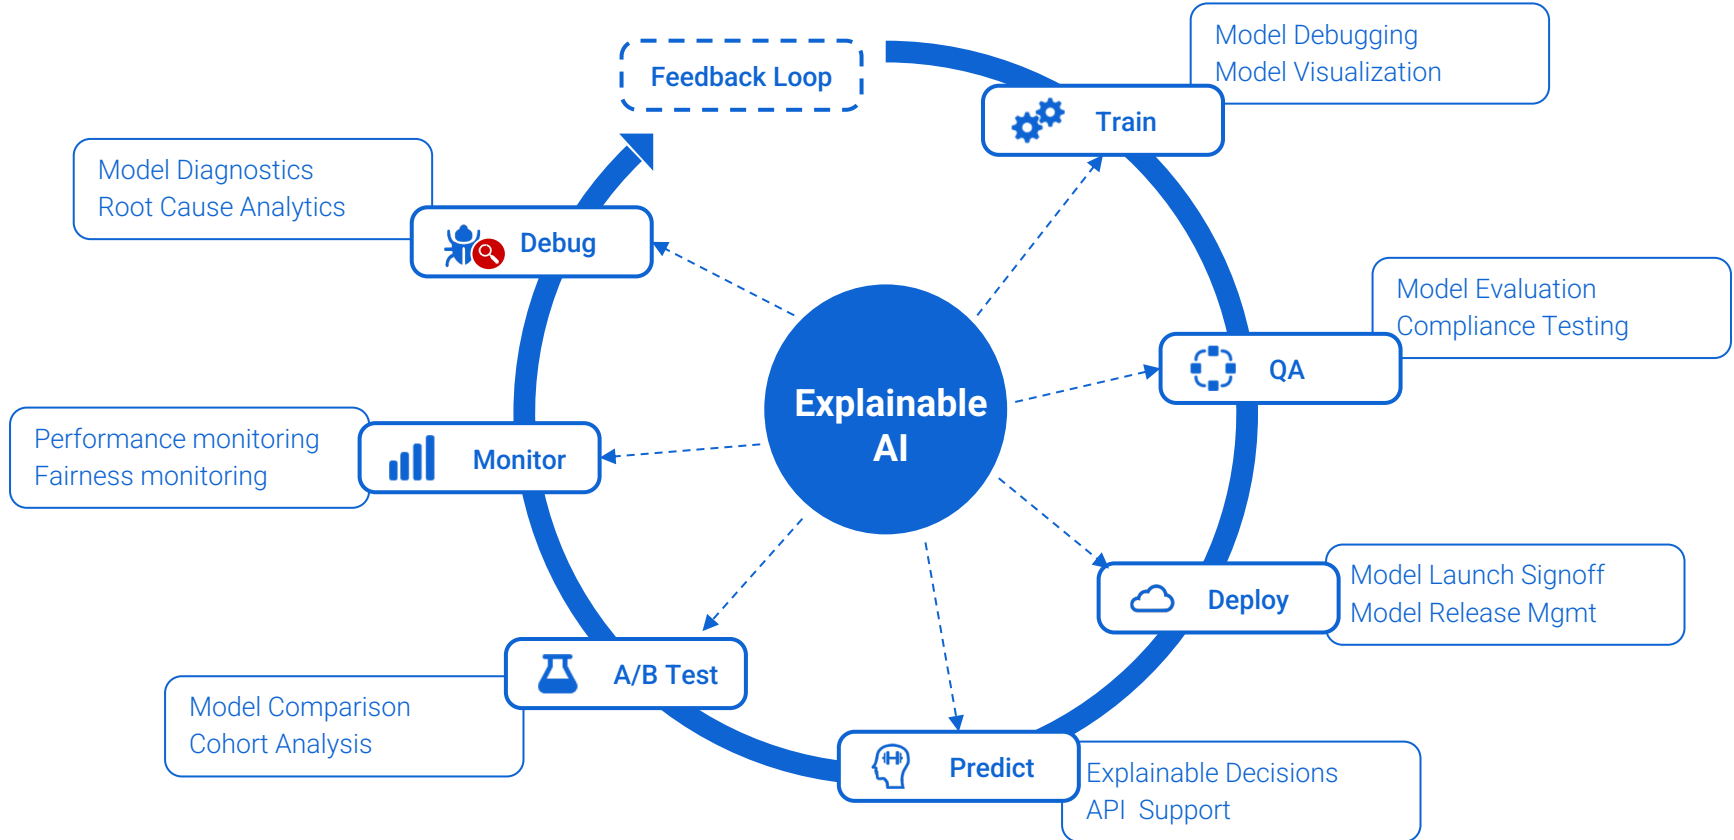 Feedback Loop
Train
Model Debugging
Model Visualization
QA
Model Evaluation
Compliance Testing
Deploy
Model Launch Signoff
Model Release Mgmt
Predict
Explainable Decisions
API Support
A/B Test
Model Comparison
Cohort Analysis
Monitor
Performance monitoring
Fairness monitoring
Debug
Model Diagnostics
Root Cause Analytics
Explainable
AI